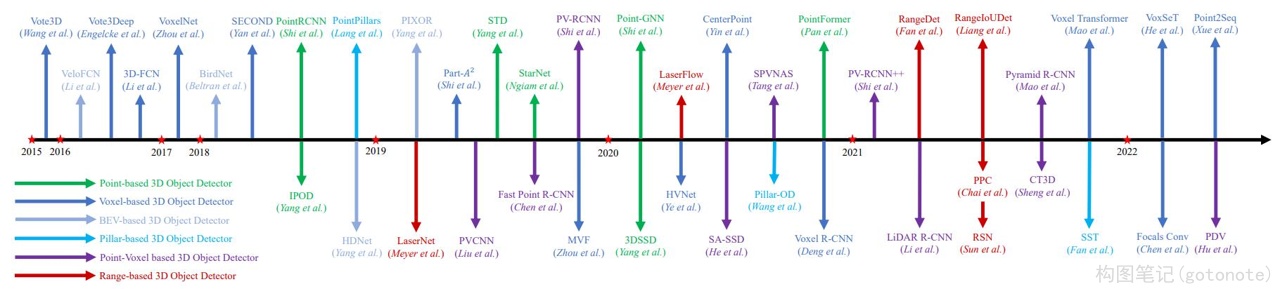 Vote3D
(Wang et al.)
Vote3Deep
(Engelcke et al.)
VoxelNet
(Zhou et al.)
SECOND
(Yan et al.)
PointRCNN
(Shi et al.)
PointPillars
(Lang et al.)
PIXOR
(Yang et al.)
STD
(Yang et al.)
PV-RCNN
(Shi et al.)
Point-GNN
(Shi et al.)
CenterPoint
(Yin et al.)
PointFormer
(Pan et al.)
RangeDet
(Fan et al.)
RangeIoUDet
(Liang et al.)
Voxel Transformer
(Mao et al.)
VoxSeT
(He et al.)
Point2Seq
(Xue et al.)
VeloFCN
(Li et al.)
3D-FCN
(Li et al.)
BirdNet
(Beltran et al.)
Part-A²
(Shi et al.)
StarNet
(Ngiam et al.)
LaserFlow
(Meyer et al.)
SPVNAS
(Tang et al.)
PV-RCNN++
(Shi et al.)
Pyramid R-CNN
(Mao et al.)
2015
2016
2017
2018
2019
2020
2021
2022
IPOD
(Yang et al.)
Fast Point R-CNN
(Chen et al.)
HVNet
(Ye et al.)
Pillar-OD
(Wang et al.)
PPC
(Chai et al.)
CT3D
(Sheng et al.)
HDNet
(Yang et al.)
LaserNet
(Meyer et al.)
PVCNN
(Liu et al.)
MVF
(Zhou et al.)
3DSSD
(Yang et al.)
SA-SSD
(He et al.)
Voxel R-CNN
(Deng et al.)
LiDAR R-CNN
(Li et al.)
RSN
(Sun et al.)
SST
(Fan et al.)
Focals Conv
(Chen et al.)
PDV
(Hu et al.)
Point-based 3D Object Detector
Voxel-based 3D Object Detector
BEV-based 3D Object Detector
Pillar-based 3D Object Detector
Point-Voxel based 3D Object Detector
Range-based 3D Object Detector
构图笔记(gotonote)